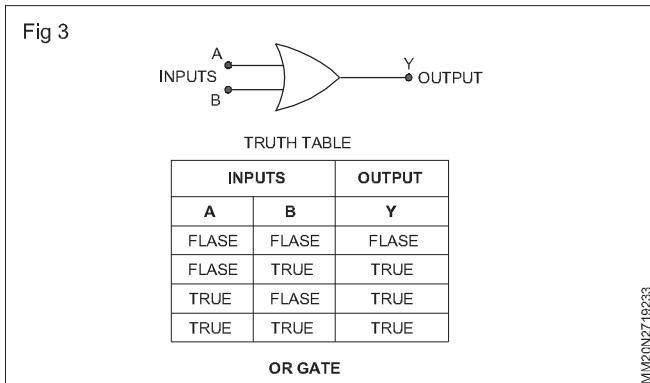 Fig 3
A
Y
INPUTS
OUTPUT
B
TRUTH TABLE
INPUTS OUTPUT
A B Y
FLASE FLASE FLASE
FLASE TRUE TRUE
TRUE FLASE TRUE
TRUE TRUE TRUE
OR GATE
MM20N2719233